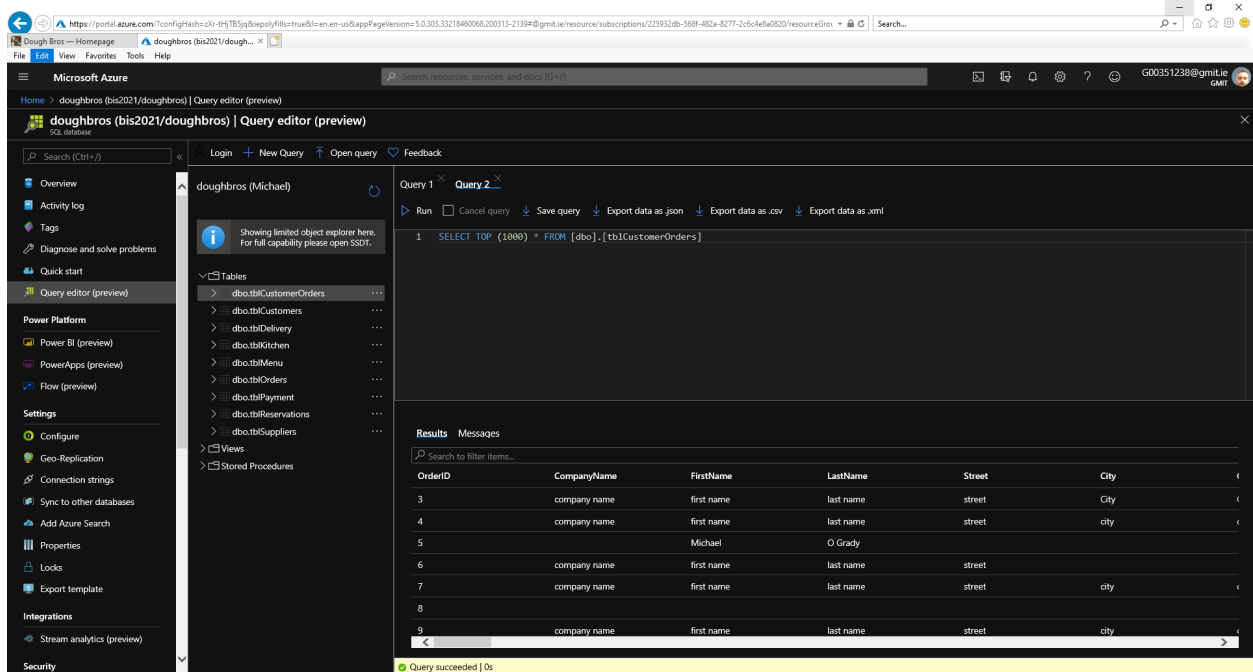 https://portal.azure.com/?configHash=zXr-tHjTB5jq&iepolyfills=true&l=en.en-us&appPageVersion=5.0.303.33218460068.200313-2139#@gmit.ie/resource/subscriptions/225932db-568f-482a-8277-2c6c4e8a0820/resourceGrou
Search...
Dough Bros — Homepage
doughbros (bis2021/dough...
File Edit View Favorites Tools Help
Microsoft Azure
Search resources, services, and docs (G+/)
G00351238@gmit.ie
GMIT
Home > doughbros (bis2021/doughbros) | Query editor (preview)
doughbros (bis2021/doughbros) | Query editor (preview)
SQL database
Search (Ctrl+/)
Overview
Activity log
Tags
Diagnose and solve problems
Quick start
Query editor (preview)
Power Platform
Power BI (preview)
PowerApps (preview)
Flow (preview)
Settings
Configure
Geo-Replication
Connection strings
Sync to other databases
Add Azure Search
Properties
Locks
Export template
Integrations
Stream analytics (preview)
Security
Login + New Query Open query Feedback
doughbros (Michael)
Showing limited object explorer here.
For full capability please open SSDT.
Tables
dbo.tblCustomerOrders ...
dbo.tblCustomers ...
dbo.tblDelivery ...
dbo.tblKitchen ...
dbo.tblMenu ...
dbo.tblOrders ...
dbo.tblPayment ...
dbo.tblReservations ...
dbo.tblSuppliers ...
Views
Stored Procedures
Query 1 Query 2
Run Cancel query Save query Export data as .json Export data as .csv Export data as .xml
1 SELECT TOP (1000) * FROM [dbo].[tblCustomerOrders]
Results Messages
Search to filter items...
OrderID CompanyName FirstName LastName Street City
3 company name first name last name street City
4 company name first name last name street city
5 Michael O Grady
6 company name first name last name street
7 company name first name last name street city
8
9 company name first name last name street city
Query succeeded | 0s